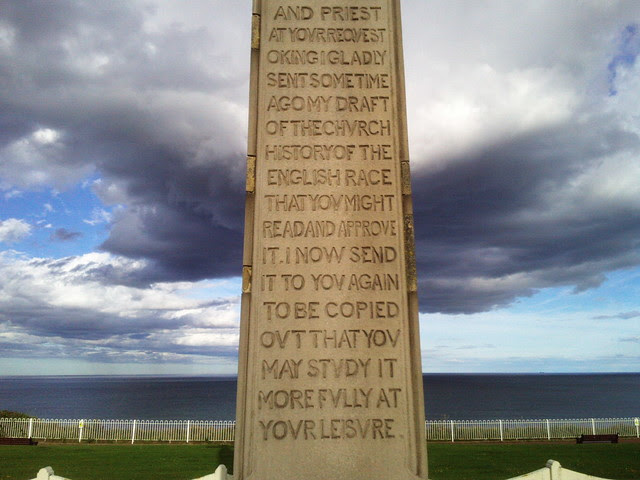 AND PRIEST
AT YOVR REQVEST
O KING I GLADLY
SENT SOME TIME
AGO MY DRAFT
OF THE CHVRCH
HISTORY OF THE
ENGLISH RACE
THAT YOV MIGHT
READ AND APPROVE
IT. I NOW SEND
IT TO YOV AGAIN
TO BE COPIED
OVT THAT YOV
MAY STVDY IT
MORE FVLLY AT
YOVR LEISVRE.